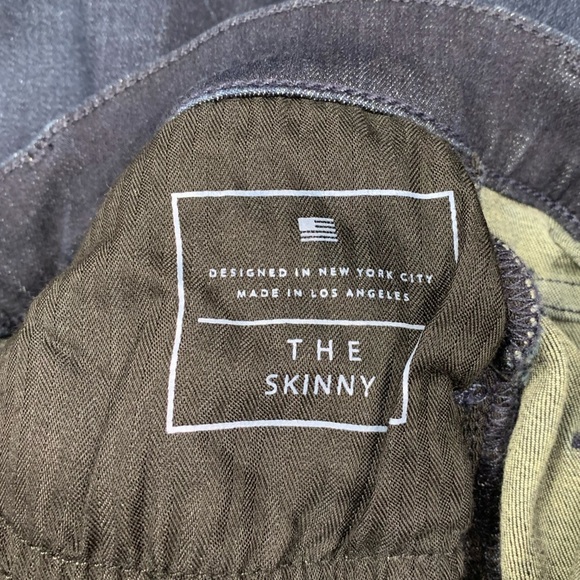 DESIGNED IN NEW YORK CITY
MADE IN LOS ANGELES
THE
SKINNY